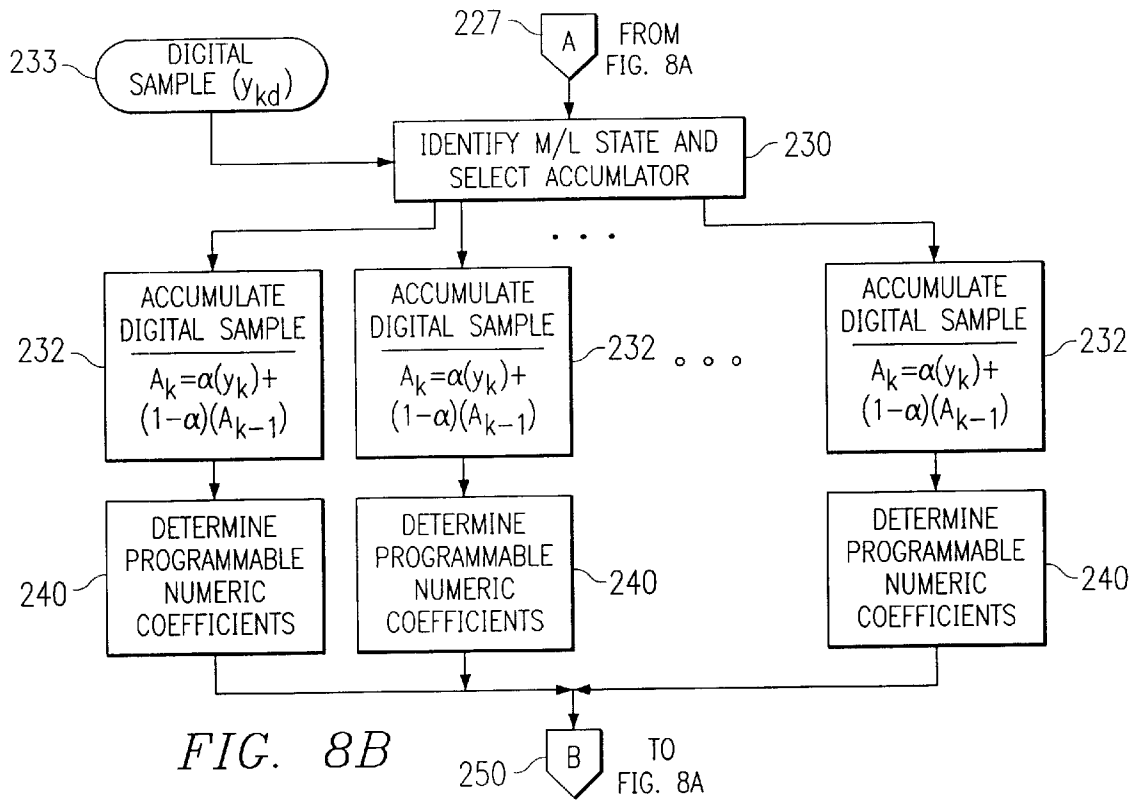 227
A
FROM
FIG. 8A
233
DIGITAL
SAMPLE (y_kd)
IDENTIFY M/L STATE AND
SELECT ACCUMLATOR
230
. . .
ACCUMULATE
DIGITAL SAMPLE
A_k=α(y_k)+
(1-α)(A_k-1)
232
ACCUMULATE
DIGITAL SAMPLE
A_k=α(y_k)+
(1-α)(A_k-1)
232
ACCUMULATE
DIGITAL SAMPLE
A_k=α(y_k)+
(1-α)(A_k-1)
232
DETERMINE
PROGRAMMABLE
NUMERIC
COEFFICIENTS
240
DETERMINE
PROGRAMMABLE
NUMERIC
COEFFICIENTS
240
DETERMINE
PROGRAMMABLE
NUMERIC
COEFFICIENTS
240
FIG. 8B
250
B
TO
FIG. 8A